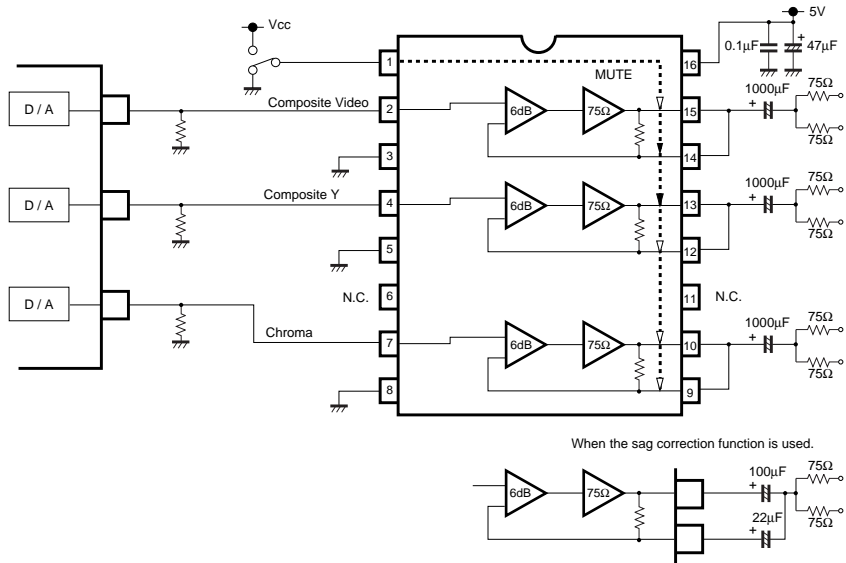 5V
Vcc
0.1µF
+
47µF
1
MUTE
16
1000µF
75Ω
D / A
Composite Video
2
6dB
75Ω
15
+
75Ω
3
14
1000µF
75Ω
D / A
Composite Y
4
6dB
75Ω
13
+
75Ω
5
12
N.C.
6
11
N.C.
D / A
1000µF
75Ω
Chroma
7
6dB
75Ω
10
+
75Ω
8
9
When the sag correction function is used.
100µF
75Ω
6dB
75Ω
+
22µF
75Ω
+